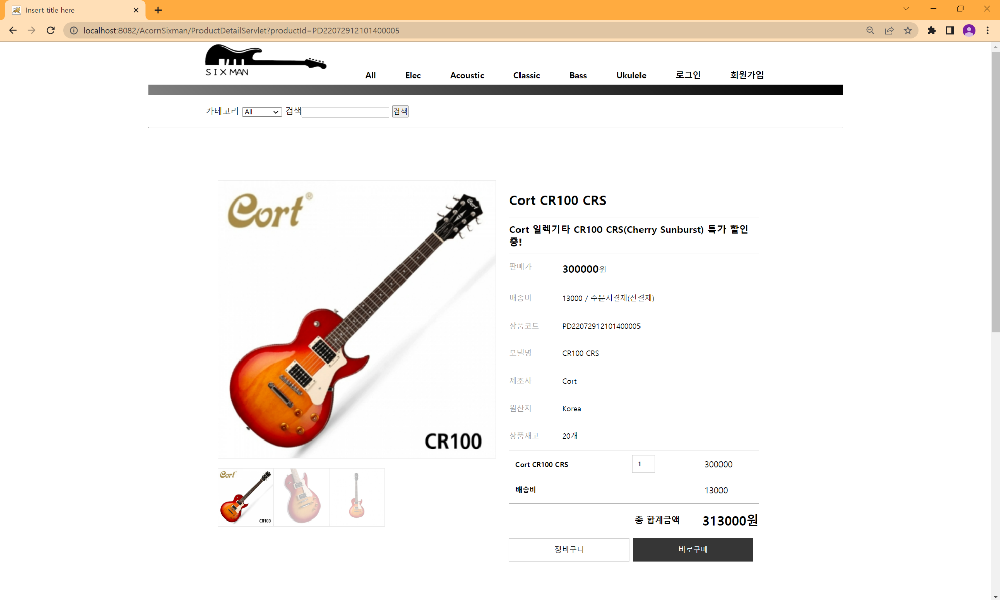 Insert title here
localhost:8082/AcornSixman/ProductDetailServlet?productId=PD22072912101400005
SIXMAN
All Elec Acoustic Classic Bass Ukulele 로그인 회원가입
카테고리 All 검색 검색
Cort®
Cort
CR100
Cort CR100
Cort CR100 CRS
Cort 일렉기타 CR100 CRS(Cherry Sunburst) 특가 할인
중!
판매가 300000원
배송비 13000 / 주문시결제(선결제)
상품코드 PD22072912101400005
모델명 CR100 CRS
제조사 Cort
원산지 Korea
상품재고 20개
Cort CR100 CRS 1 300000
배송비 13000
총 합계금액 313000원
장바구니 바로구매